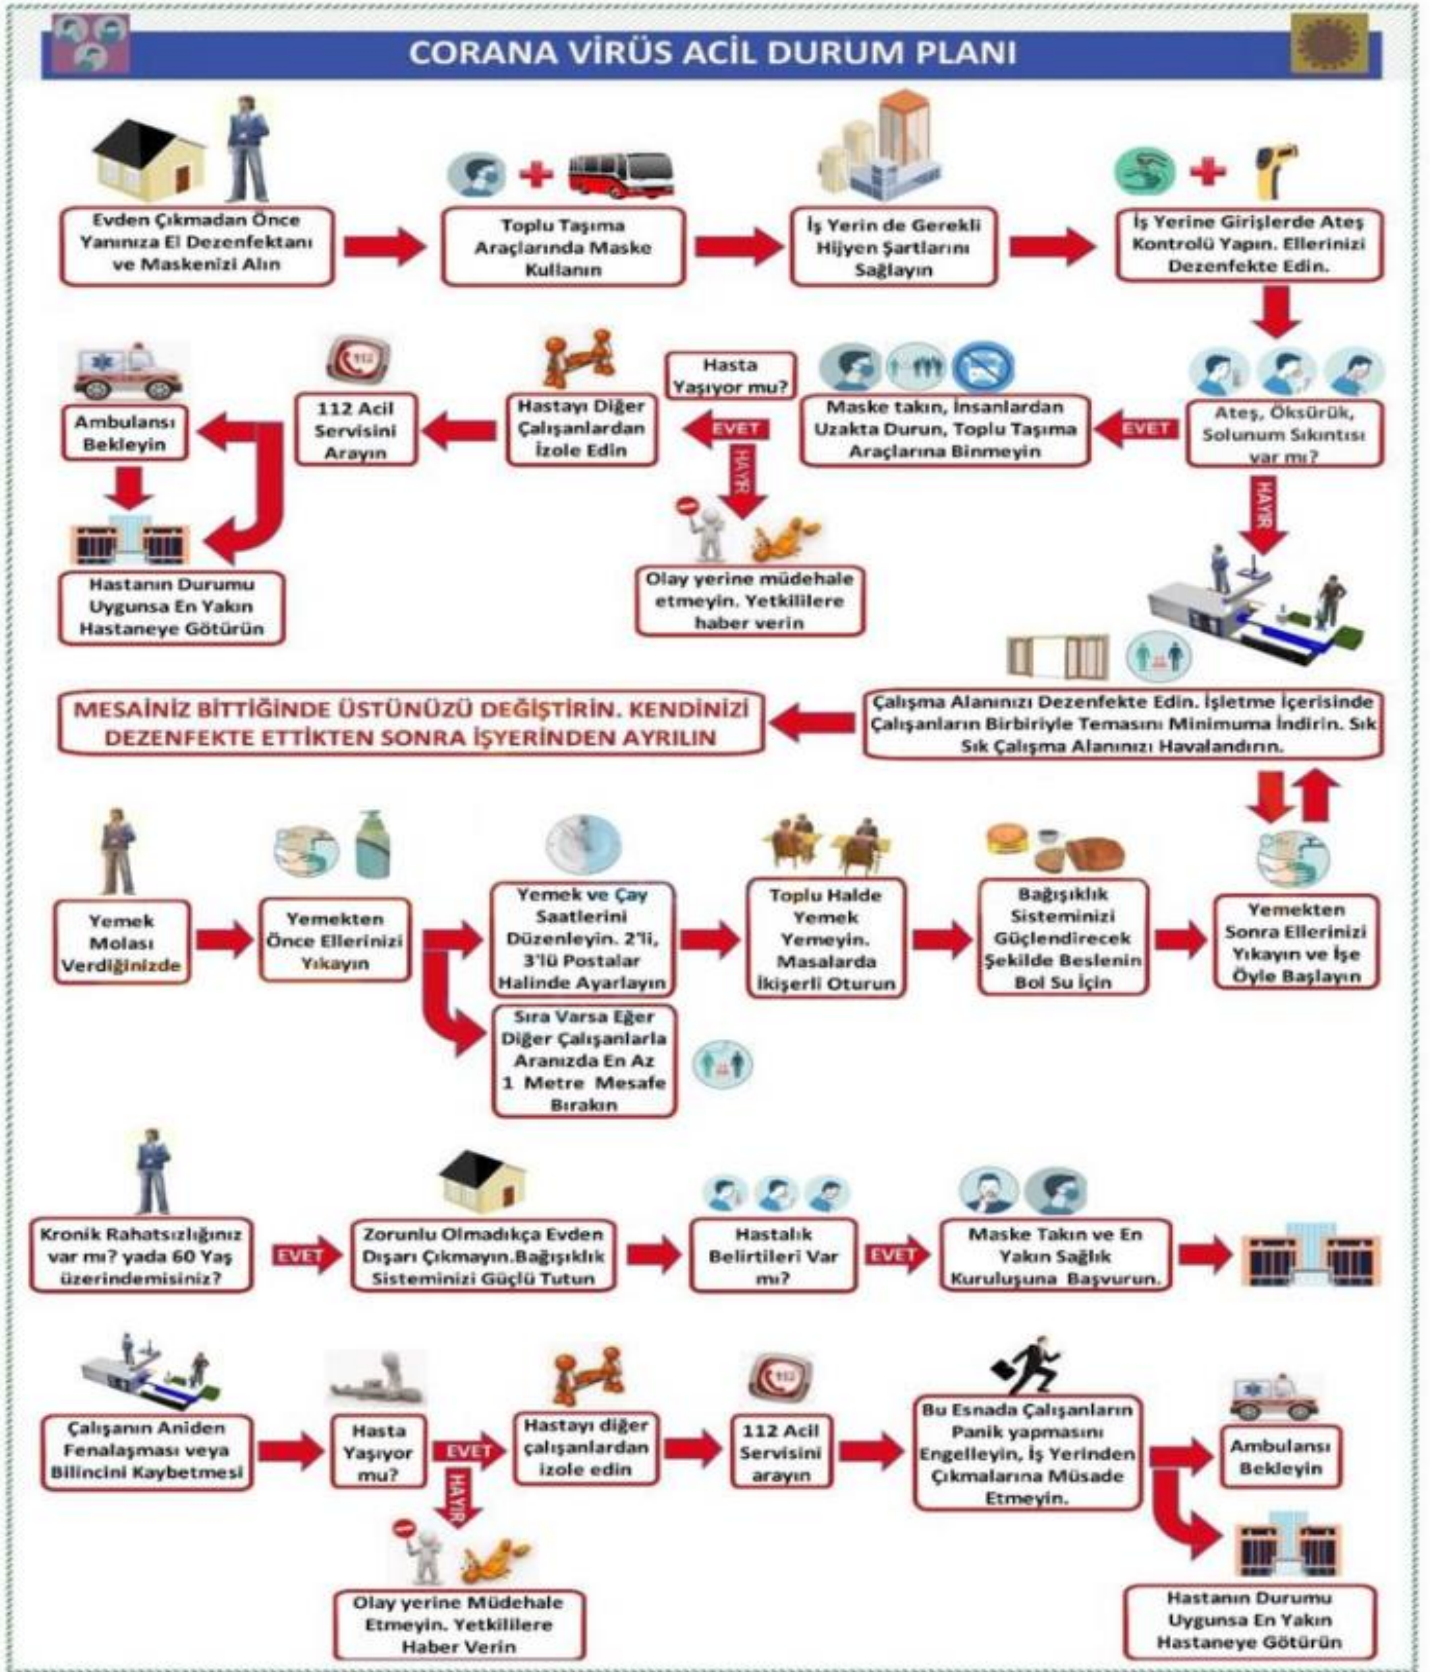 CORANA VİRÜS ACİL DURUM PLANI
Evden Çıkmadan Önce
Yanınıza El Dezenfektanı
ve Maskenizi Alın
Toplu Taşıma
Araçlarında Maske
Kullanın
İş Yerin de Gerekli
Hijyen Şartlarını
Sağlayın
İş Yerine Girişlerde Ateş
Kontrolü Yapın. Ellerinizi
Dezenfekte Edin.
Ateş, Öksürük,
Solunum Sıkıntısı
var mı?
EVET
HAYIR
Maske takın, İnsanlardan
Uzakta Durun, Toplu Taşıma
Araçlarına Binmeyin
Hasta
Yaşıyor mu?
EVET
HAYIR
Hastayı Diğer
Çalışanlardan
İzole Edin
112
112 Acil
Servisini
Arayın
Ambulansı
Bekleyin
Hastanın Durumu
Uygunsa En Yakın
Hastaneye Götürün
Olay yerine müdehale
etmeyin. Yetkililere
haber verin
Çalışma Alanınızı Dezenfekte Edin. İşletme İçerisinde
Çalışanların Birbiriyle Temasını Minimuma İndirin. Sık
Sık Çalışma Alanınızı Havalandırın.
MESAİNİZ BİTTİĞİNDE ÜSTÜNÜZÜ DEĞİŞTİRİN. KENDİNİZİ
DEZENFEKTE ETTİKTEN SONRA İŞYERİNDEN AYRILIN
Yemek
Molası
Verdiğinizde
Yemekten
Önce Ellerinizi
Yıkayın
Yemek ve Çay
Saatlerini
Düzenleyin. 2'li,
3'lü Postalar
Halinde Ayarlayın
Toplu Halde
Yemek
Yemeyin.
Masalarda
İkişerli Oturun
Bağışıklık
Sisteminizi
Güçlendirecek
Şekilde Beslenin
Bol Su İçin
Yemekten
Sonra Ellerinizi
Yıkayın ve İşe
Öyle Başlayın
Sıra Varsa Eğer
Diğer Çalışanlarla
Aranızda En Az
1 Metre Mesafe
Bırakın
Kronik Rahatsızlığınız
var mı? yada 60 Yaş
üzerindemisiniz?
EVET
Zorunlu Olmadıkça Evden
Dışarı Çıkmayın.Bağışıklık
Sisteminizi Güçlü Tutun
Hastalık
Belirtileri Var
mı?
EVET
Maske Takın ve En
Yakın Sağlık
Kuruluşuna Başvurun.
Çalışanın Aniden
Fenalaşması veya
Bilincini Kaybetmesi
Hasta
Yaşıyor
mu?
EVET
HAYIR
Hastayı diğer
çalışanlardan
izole edin
112
112 Acil
Servisini
arayın
Bu Esnada Çalışanların
Panik yapmasını
Engelleyin, İş Yerinden
Çıkmalarına Müsade
Etmeyin.
Ambulansı
Bekleyin
Olay yerine Müdehale
Etmeyin. Yetkililere
Haber Verin
Hastanın Durumu
Uygunsa En Yakın
Hastaneye Götürün